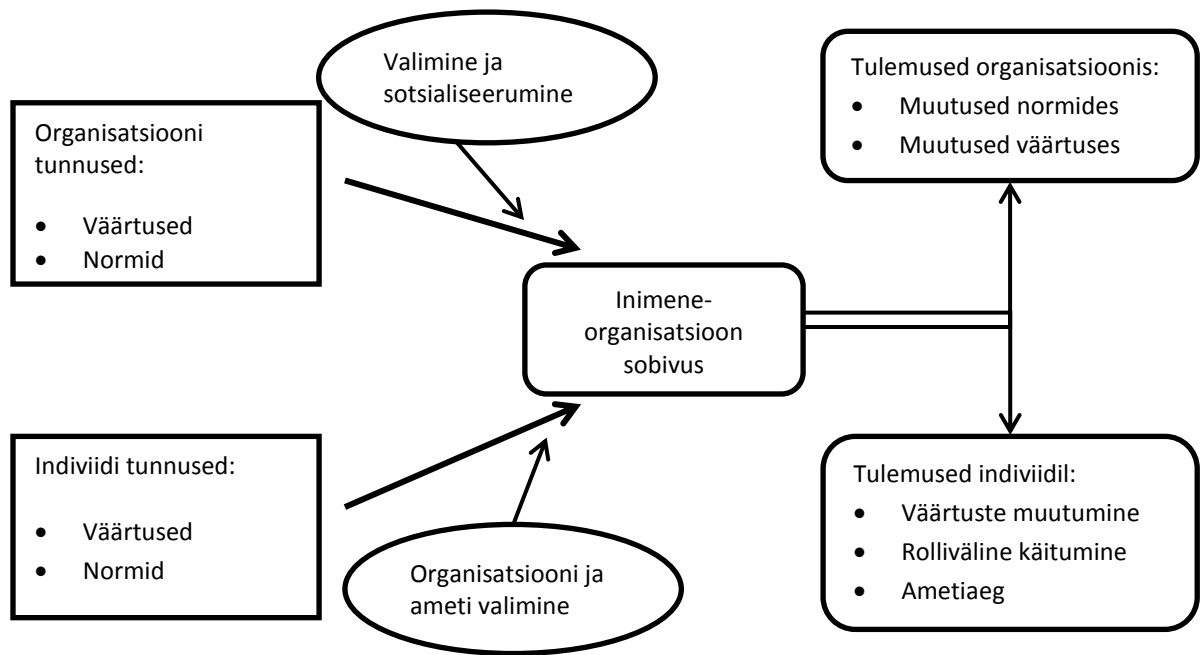 Valimine ja
sotsialiseerumine
Organisatsiooni
tunnused:
• Väärtused
• Normid
Tulemused organisatsioonis:
• Muutused normides
• Muutused väärtuses
Inimene-
organisatsioon
sobivus
Indiviidi tunnused:
• Väärtused
• Normid
Organisatsiooni ja
ameti valimine
Tulemused indiviidil:
• Väärtuste muutumine
• Rolliväline käitumine
• Ametiaeg